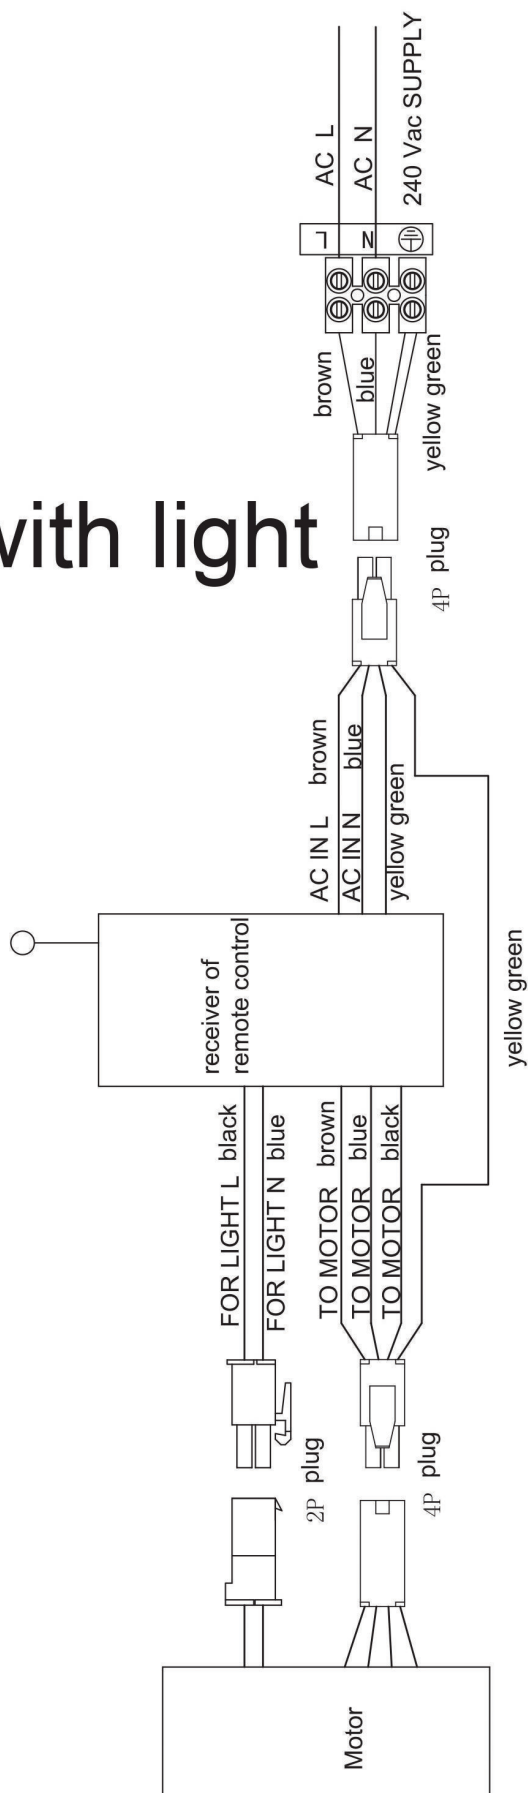 with light
AC L
AC N
240 Vac SUPPLY
L
N
brown
blue
yellow green
4P plug
AC IN L brown
AC IN N blue
yellow green
yellow green
receiver of
remote control
FOR LIGHT L black
FOR LIGHT N blue
TO MOTOR brown
TO MOTOR blue
TO MOTOR black
2P plug
4P plug
Motor